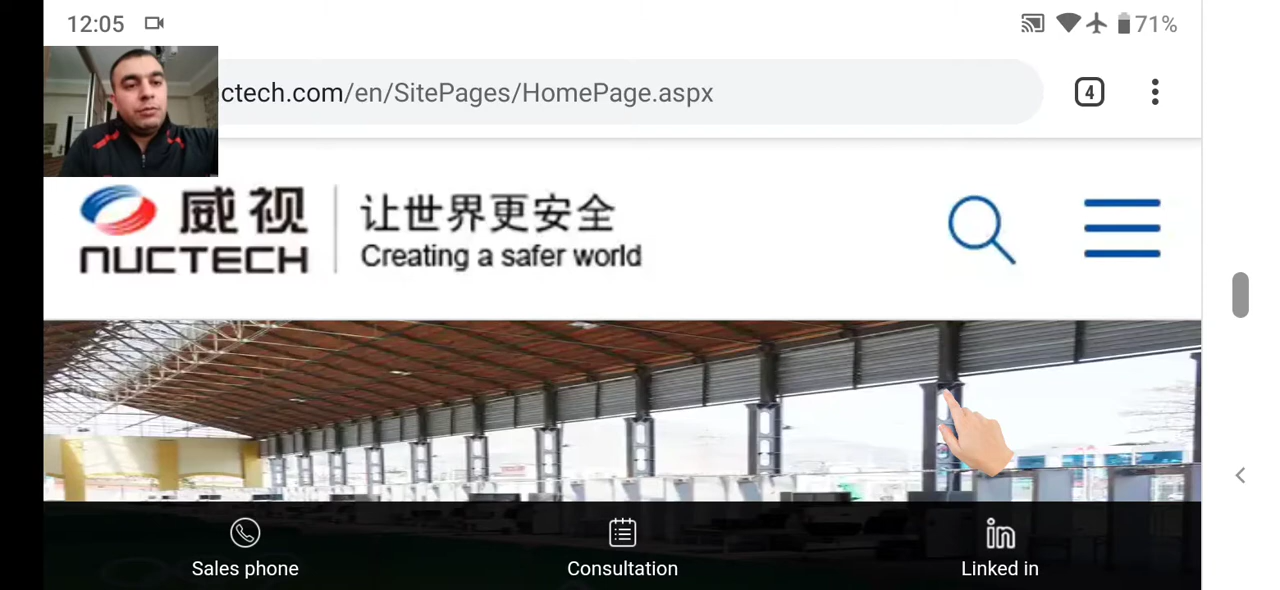 12:05
71%
ctech.com/en/SitePages/HomePage.aspx
4
威视
NUCTECH
让世界更安全
Creating a safer world
Sales phone
Consultation
in
Linked in